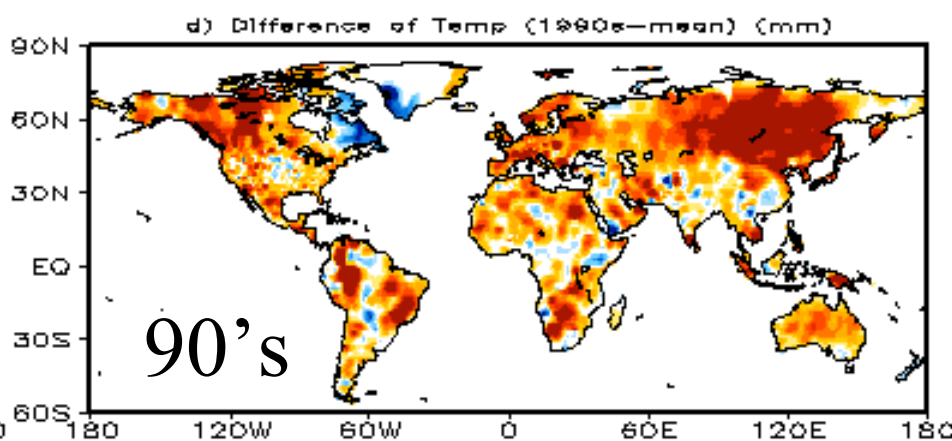 d) Difference of Temp (1990s—mean) (mm)
90N
60N
30N
EQ
30S
60S
90's
180 120W 60W 0 60E 120E 180